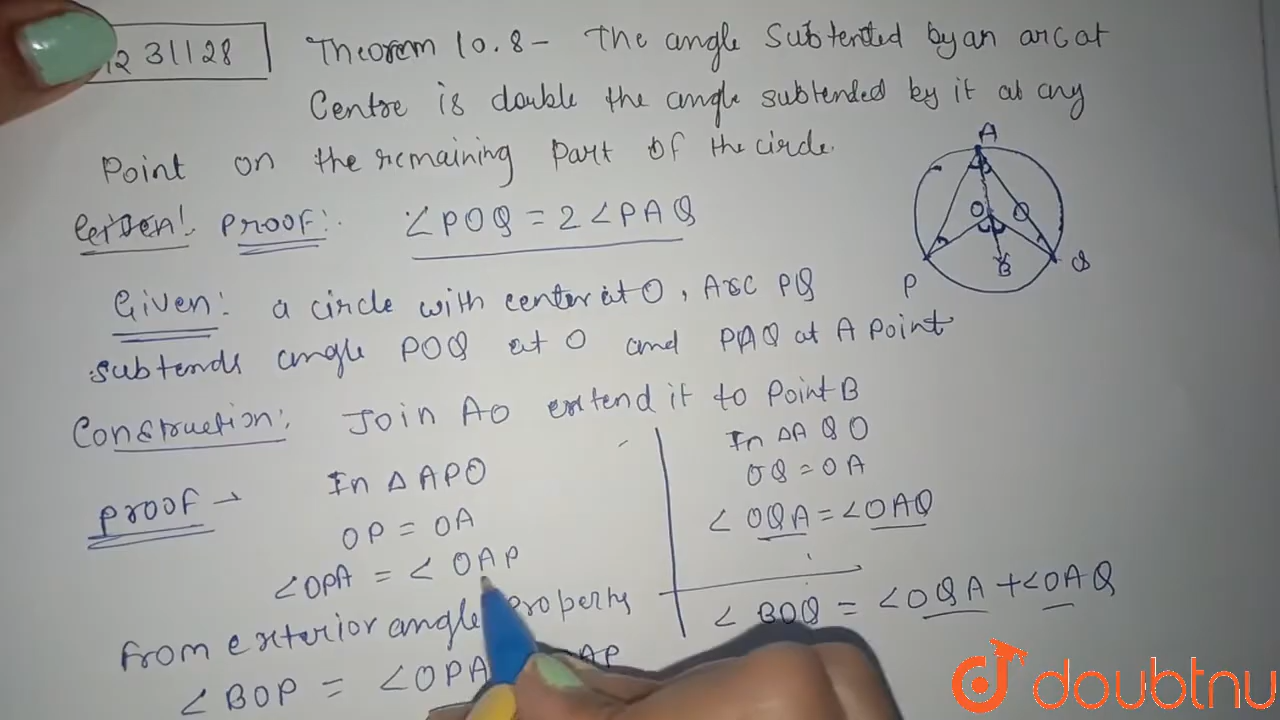 12 31128
Theorem 10.8 - The angle Subtended by an arc at
Centre is double the angle subtended by it at any
Point on the remaining part of the circle.
Given: Proof:- ∠POQ = 2∠PAQ
Given: a circle with center at O, Arc PQ
subtends angle POQ at O and PAQ at A point
Construction: Join AO extend it to Point B
Proof → In △APO
OP = OA
∠OPA = ∠OAP
From exterior angle property
∠BOP = ∠OPA AP
In △AQO
OQ = OA
∠OQA = ∠OAQ
∠BOQ = ∠OQA + ∠OAQ
A
O
B
P
Q
doubtnut